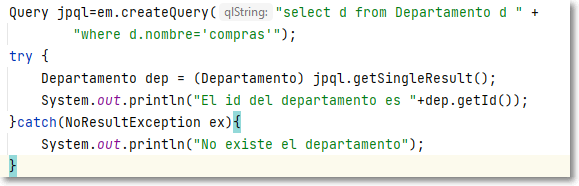 Query jpql=em.createQuery( qlString: "select d from Departamento d " +
"where d.nombre='compras'");
try {
Departamento dep = (Departamento) jpql.getSingleResult();
System.out.println("El id del departamento es "+dep.getId());
}catch(NoResultException ex){
System.out.println("No existe el departamento");
}